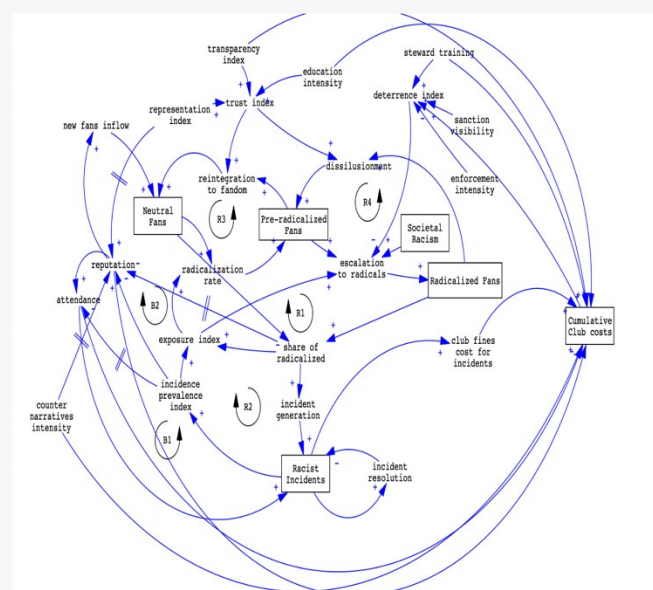 transparency
index
steward training
education
intensity
trust index
deterrence index
representation
index
sanction
visibility
new fans inflow
dissilusionment
enforcement
intensity
reintegration
to fandom
R4
Neutral
Fans
R3
Pre-radicalized
Fans
Societal
Racism
reputation
radicalization
rate
escalation
to radicals
Radicalized Fans
attendance
B2
R1
Cumulative
Club costs
exposure index
share of
radicalized
club fines
cost for
incidents
incidence
prevalence
index
R2
incident
generation
counter
narratives
intensity
B1
Racist
Incidents
incident
resolution